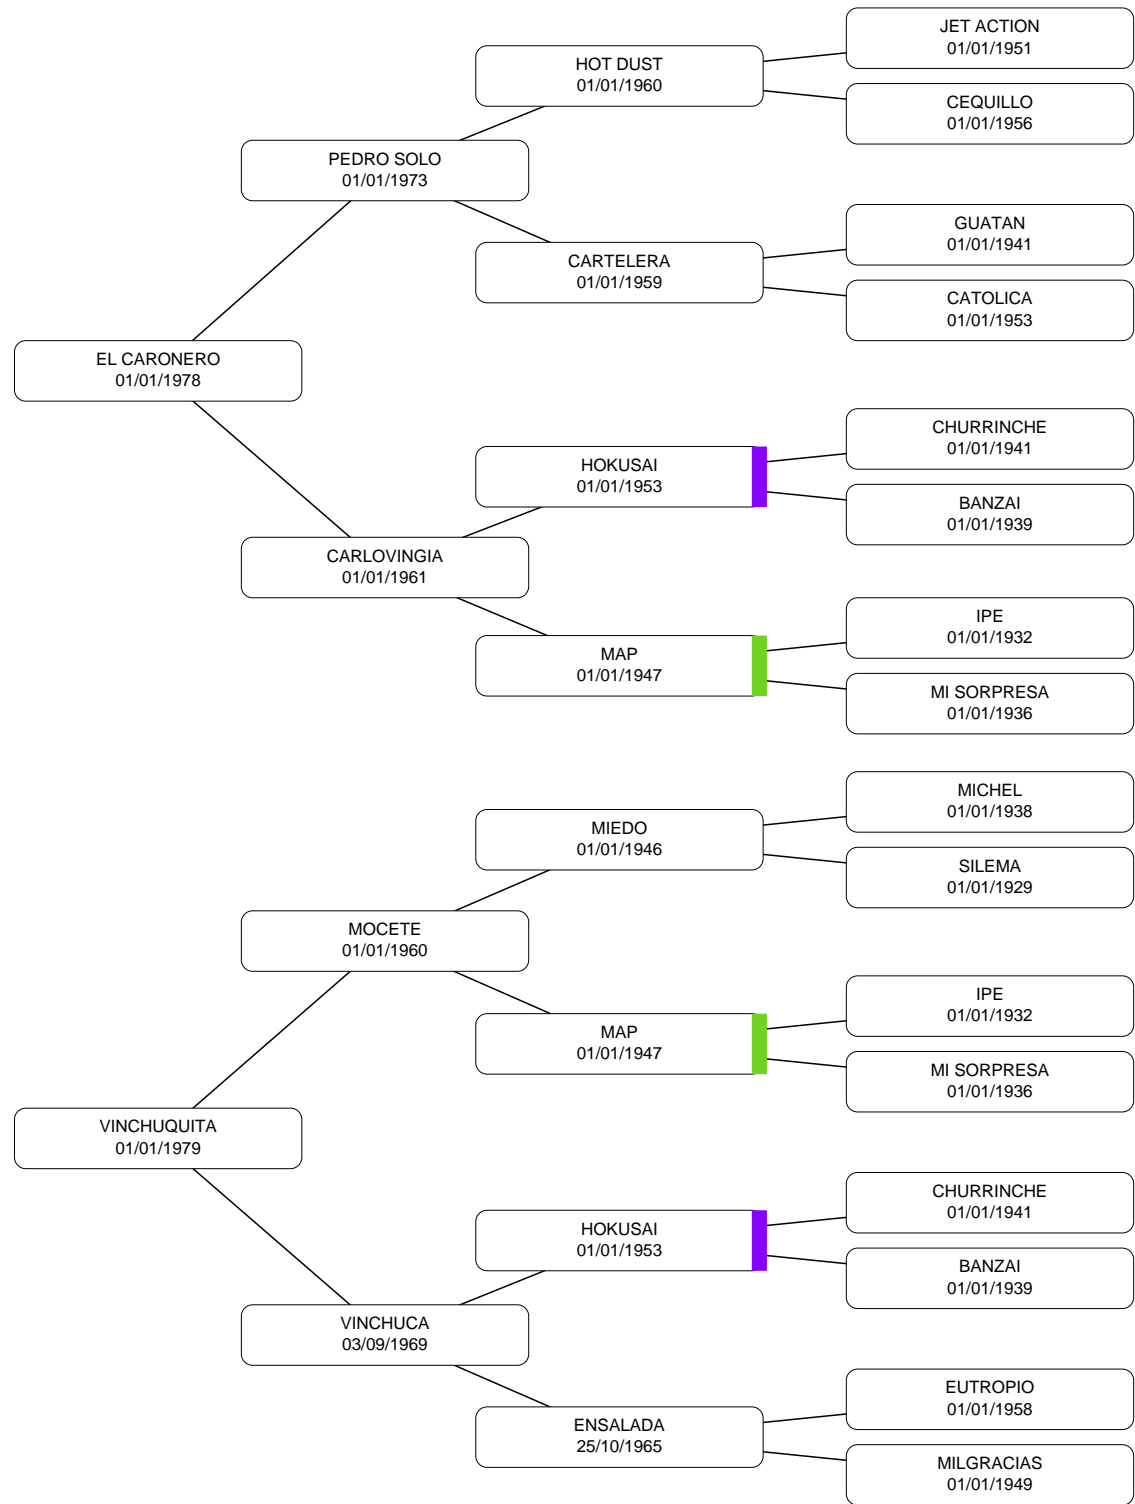 JET ACTION
01/01/1951
HOT DUST
01/01/1960
CEQUILLO
01/01/1956
PEDRO SOLO
01/01/1973
GUATAN
01/01/1941
CARTELERA
01/01/1959
CATOLICA
01/01/1953
EL CARONERO
01/01/1978
CHURRINCHE
01/01/1941
HOKUSAI
01/01/1953
BANZAI
01/01/1939
CARLOVINGIA
01/01/1961
IPE
01/01/1932
MAP
01/01/1947
MI SORPRESA
01/01/1936
MICHEL
01/01/1938
MIEDO
01/01/1946
SILEMA
01/01/1929
MOCETE
01/01/1960
IPE
01/01/1932
MAP
01/01/1947
MI SORPRESA
01/01/1936
VINCHUQUITA
01/01/1979
CHURRINCHE
01/01/1941
HOKUSAI
01/01/1953
BANZAI
01/01/1939
VINCHUCA
03/09/1969
EUTROPIO
01/01/1958
ENSALADA
25/10/1965
MILGRACIAS
01/01/1949